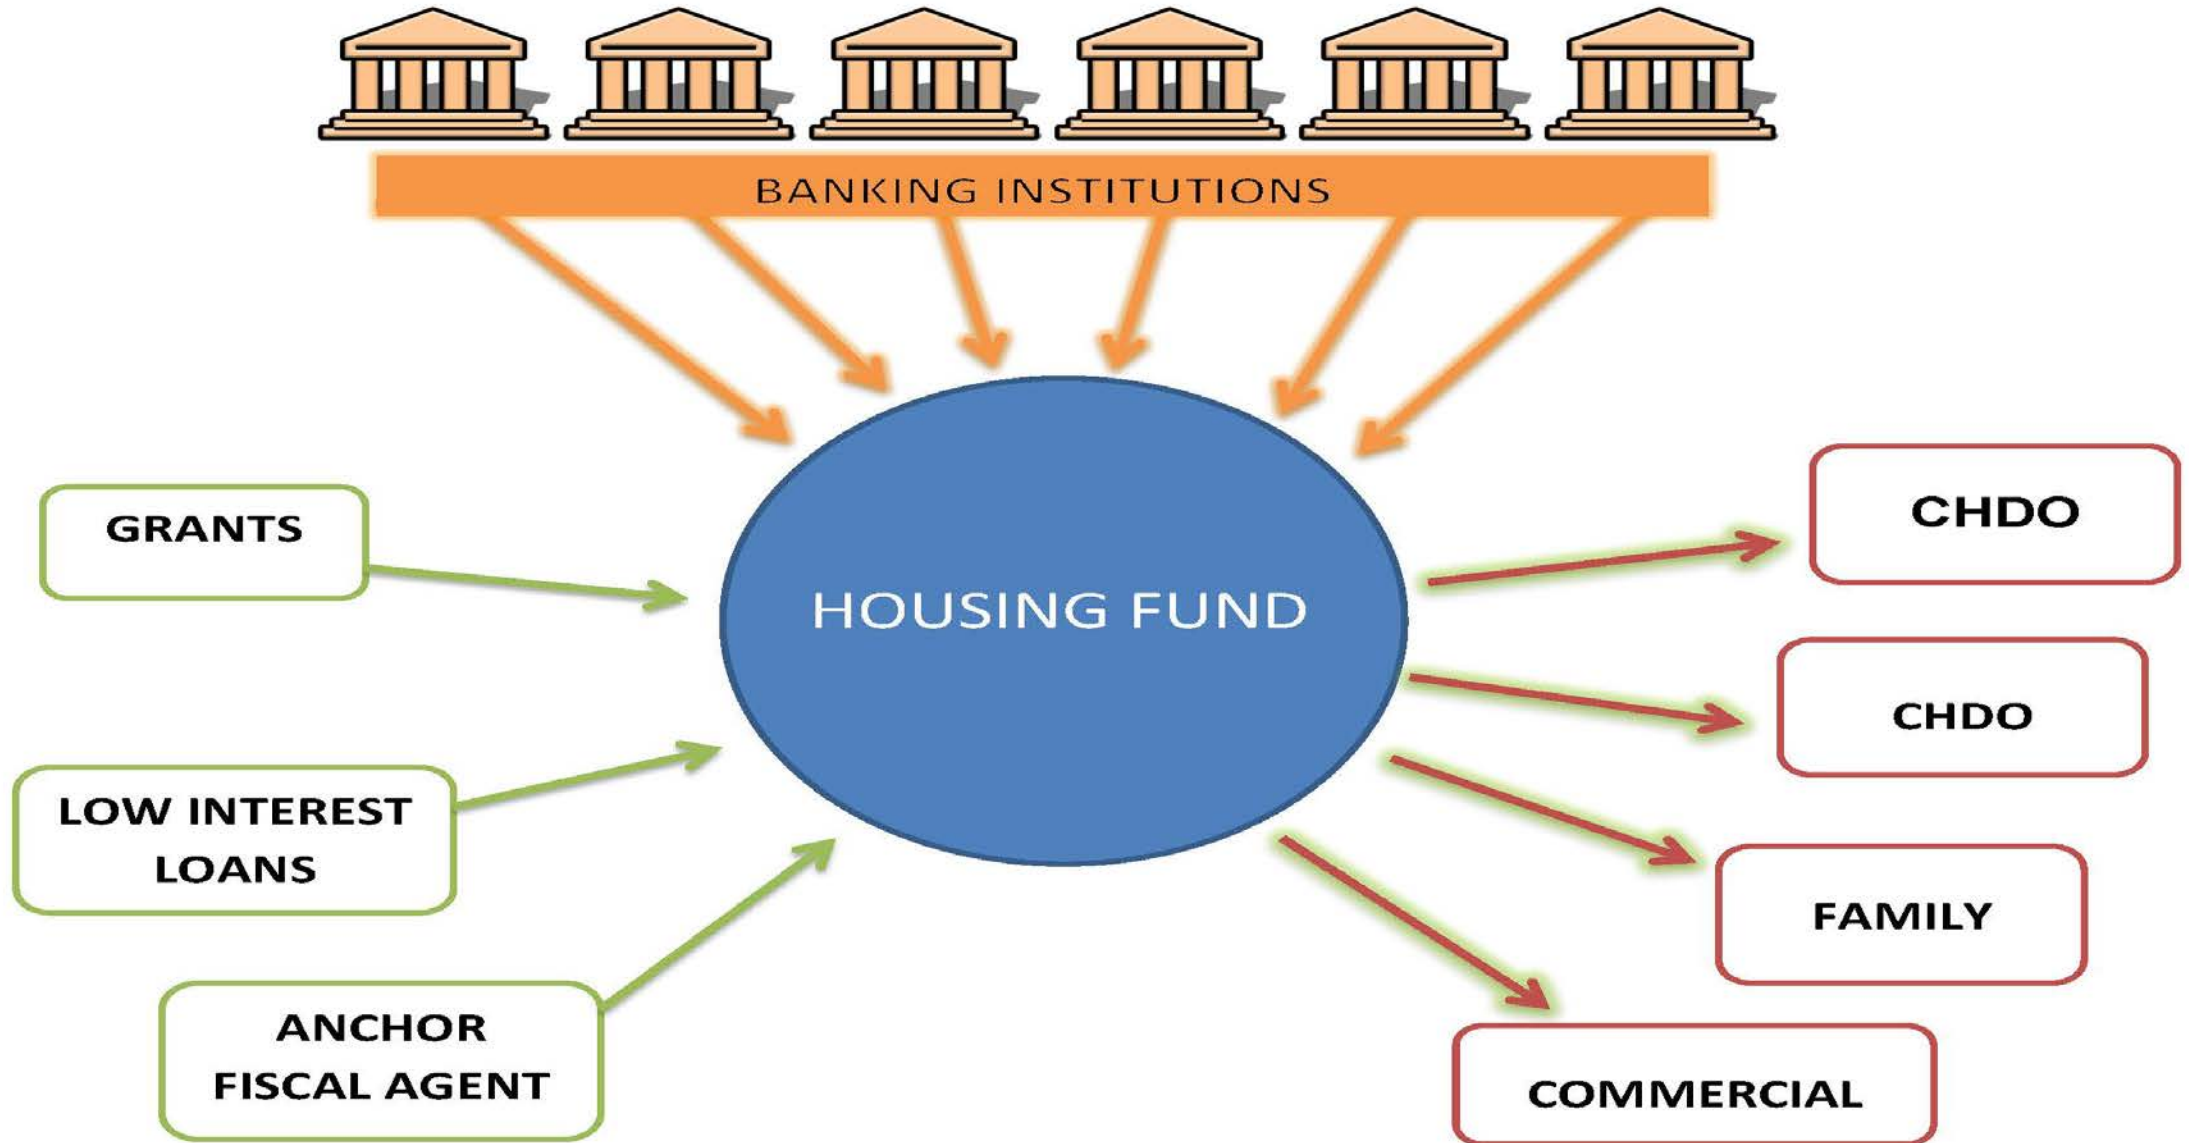 BANKING INSTITUTIONS
GRANTS
HOUSING FUND
CHDO
CHDO
LOW INTEREST
LOANS
FAMILY
ANCHOR
FISCAL AGENT
COMMERCIAL